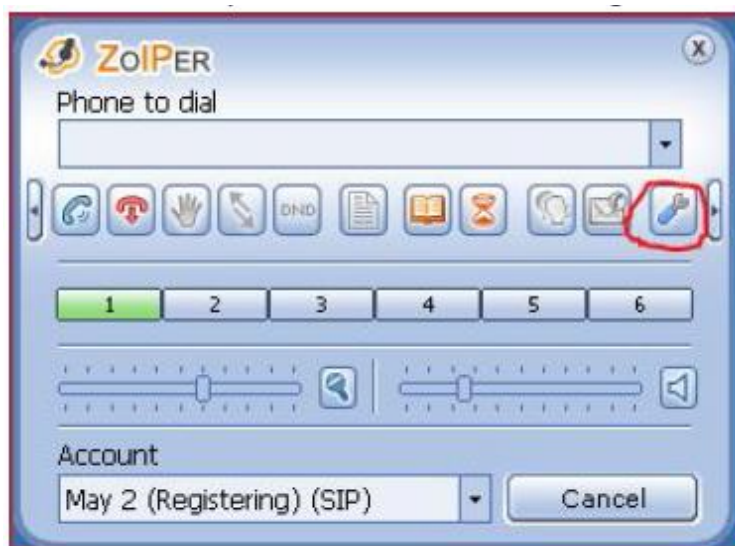 ZoIPER
Phone to dial
DND
1 2 3 4 5 6
Account
May 2 (Registering) (SIP)
Cancel